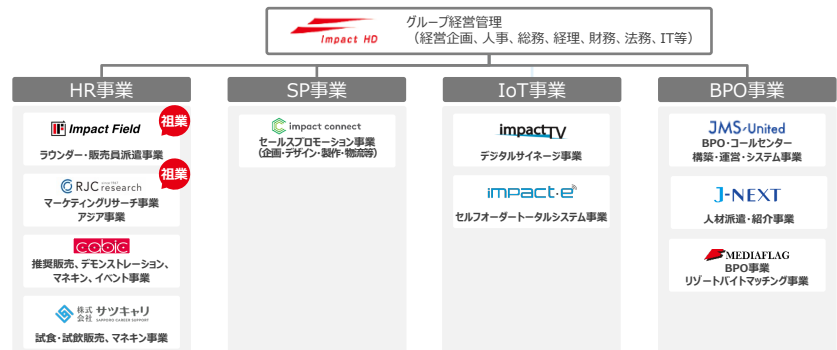 Impact HD
グループ経営管理
（経営企画、人事、総務、経理、財務、法務、IT等）
HR事業
Impact Field
祖業
ラウンダー・販売員派遣事業
RJC research
祖業
マーケティングリサーチ事業
アジア事業
cobic
推奨販売、デモンストレーション、
マネキン、イベント事業
株式会社 サツキャリ
SAPPORO CAREER SUPPORT
試食・試飲販売、マネキン事業
SP事業
impact connect
セールスプロモーション事業
（企画・デザイン・製作・物流等）
IoT事業
impactTV
デジタルサイネージ事業
impact・e
セルフオーダートータルシステム事業
BPO事業
JMS・United
BPO・コールセンター
構築・運営・システム事業
J-NEXT
人材派遣・紹介事業
MEDIAFLAG
BPO事業
リゾートバイトマッチング事業